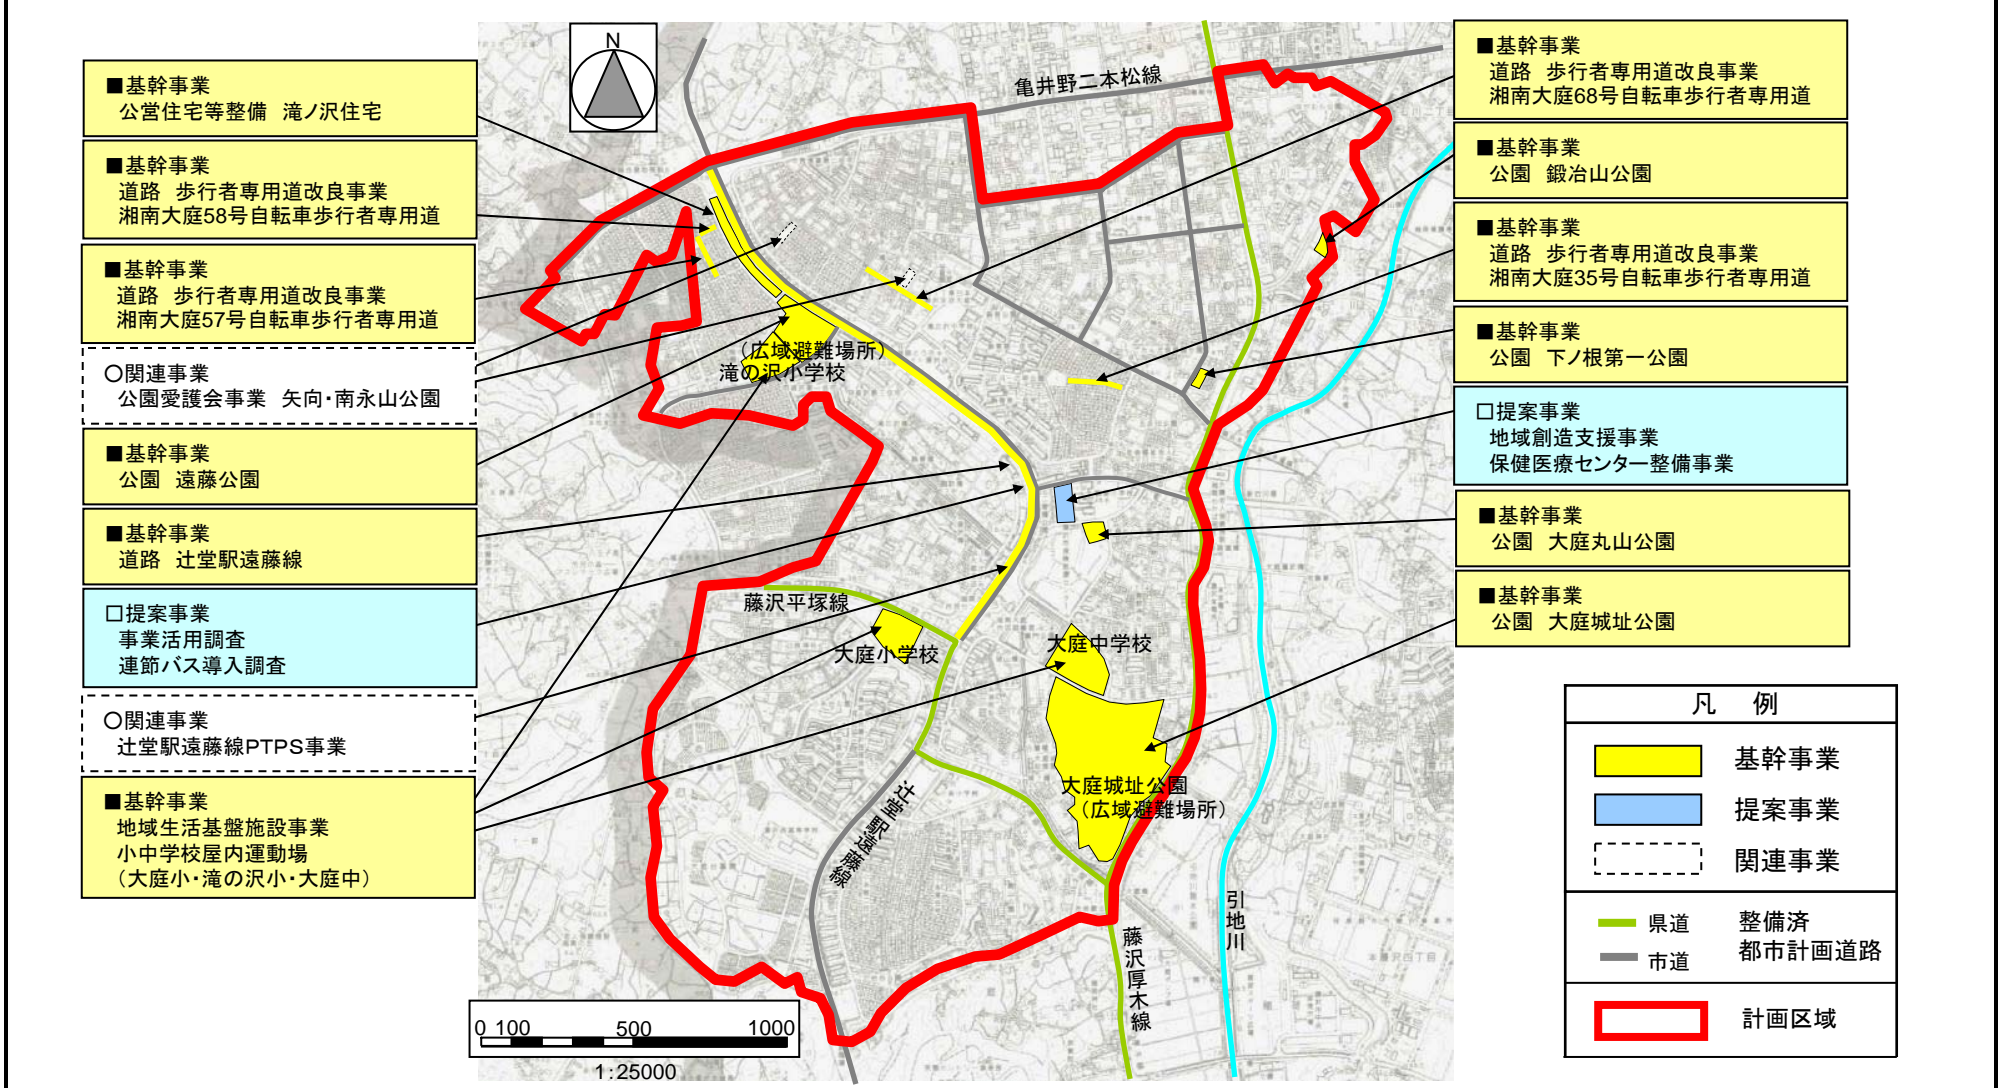 ■基幹事業
公営住宅等整備 滝ノ沢住宅
■基幹事業
道路 歩行者専用道改良事業
湘南大庭58号自転車歩行者専用道
■基幹事業
道路 歩行者専用道改良事業
湘南大庭57号自転車歩行者専用道
○関連事業
公園愛護会事業 矢向・南永山公園
■基幹事業
公園 遠藤公園
■基幹事業
道路 辻堂駅遠藤線
□提案事業
事業活用調査
連節バス導入調査
○関連事業
辻堂駅遠藤線PTPS事業
■基幹事業
地域生活基盤施設事業
小中学校屋内運動場
(大庭小・滝の沢小・大庭中)
N
亀井野二本松線
(広域避難場所)
滝の沢小学校
藤沢平塚線
大庭小学校
大庭中学校
大庭城址公園
(広域避難場所)
辻堂駅遠藤線
引地川
藤沢厚木線
0 100 500 1000
1:25000
■基幹事業
道路 歩行者専用道改良事業
湘南大庭68号自転車歩行者専用道
■基幹事業
公園 鍛冶山公園
■基幹事業
道路 歩行者専用道改良事業
湘南大庭35号自転車歩行者専用道
■基幹事業
公園 下ノ根第一公園
□提案事業
地域創造支援事業
保健医療センター整備事業
■基幹事業
公園 大庭丸山公園
■基幹事業
公園 大庭城址公園
凡 例
基幹事業
提案事業
関連事業
県道 整備済
市道 都市計画道路
計画区域